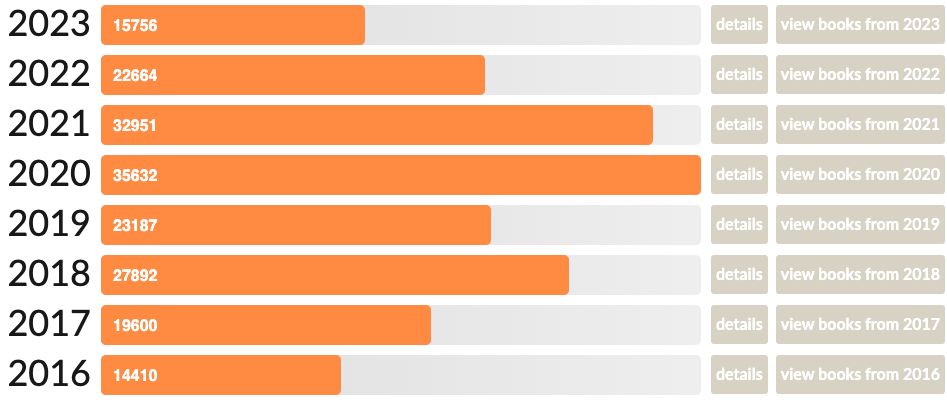 2023 15756 details view books from 2023
2022 22664 details view books from 2022
2021 32951 details view books from 2021
2020 35632 details view books from 2020
2019 23187 details view books from 2019
2018 27892 details view books from 2018
2017 19600 details view books from 2017
2016 14410 details view books from 2016